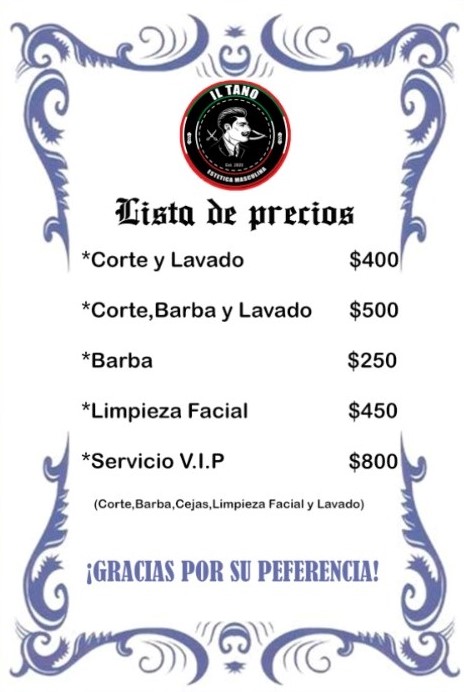 IL TANO
Est. 2020
ESTETICA MASCULINA
Lista de precios
*Corte y Lavado $400
*Corte,Barba y Lavado $500
*Barba $250
*Limpieza Facial $450
*Servicio V.I.P $800
(Corte,Barba,Cejas,Limpieza Facial y Lavado)
¡GRACIAS POR SU PEFERENCIA!